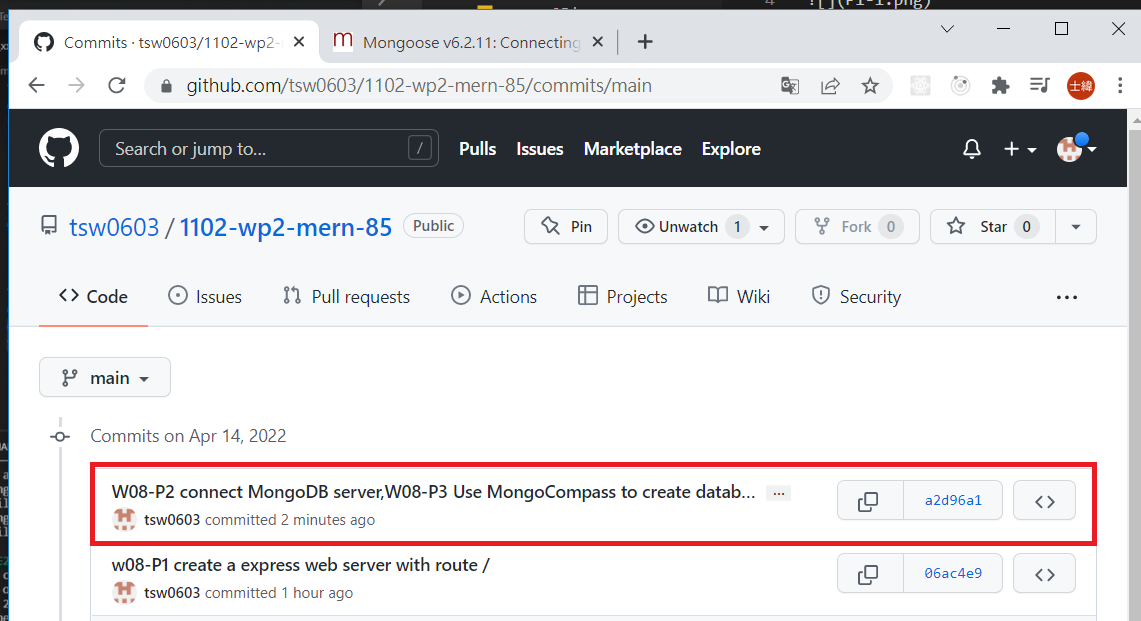 ![](P1-1.png)
Commits · tsw0603/1102-wp2-
Mongoose v6.2.11: Connecting
github.com/tsw0603/1102-wp2-mern-85/commits/main
士緯
Search or jump to... /
Pulls Issues Marketplace Explore
tsw0603 / 1102-wp2-mern-85 Public
Pin Unwatch 1 Fork 0 Star 0
Code Issues Pull requests Actions Projects Wiki Security ...
main
Commits on Apr 14, 2022
W08-P2 connect MongoDB server,W08-P3 Use MongoCompass to create datab... ...
a2d96a1
tsw0603 committed 2 minutes ago
w08-P1 create a express web server with route /
06ac4e9
tsw0603 committed 1 hour ago